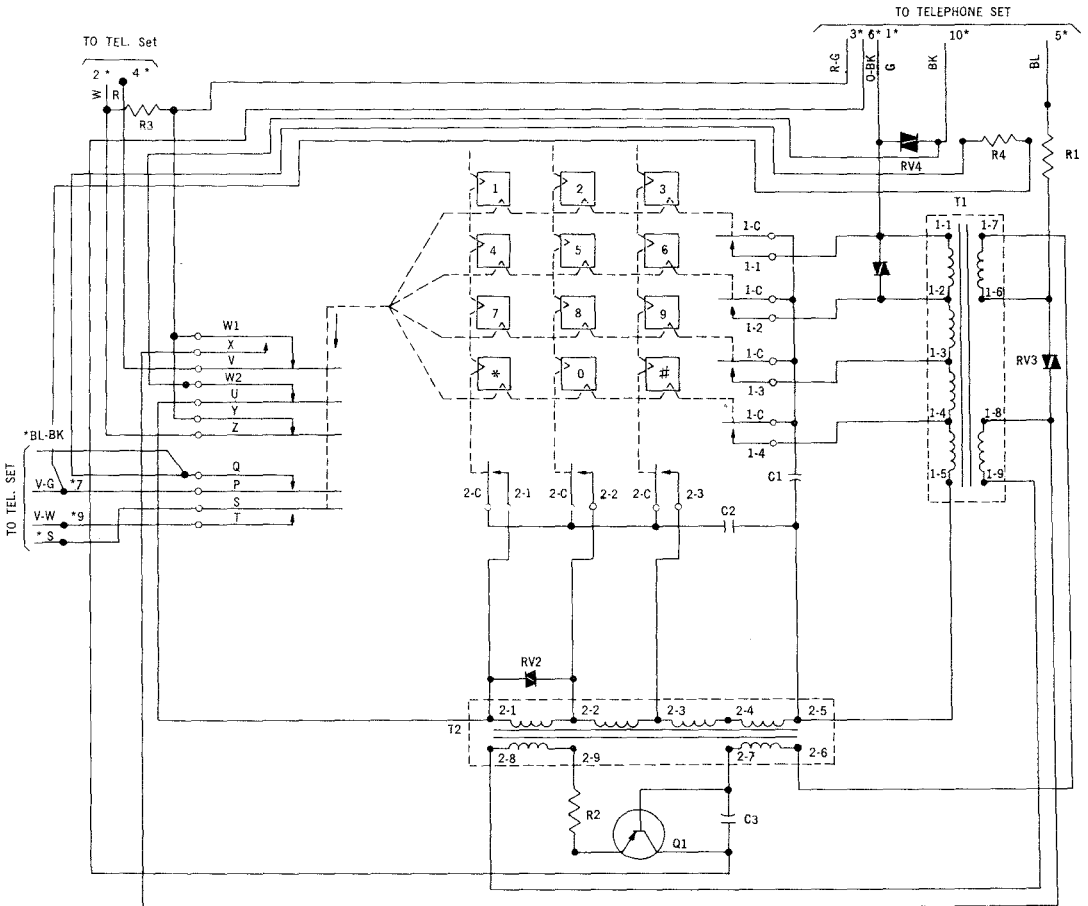 TO TELEPHONE SET
3* 6* 1* 10* 5*
TO TEL. Set
2 * 4*
W R
R-G O-BK G BK BL
R3
RV4 R4 R1
1 2 3
4 5 6
7 8 9
* 0 #
T1
1-C
1-1
1-C
1-2
1-C
1-3
1-C
1-4
1-1 1-7
1-2 1-6
1-3
1-4 1-8
1-5 1-9
RV3
W1
X
V
W2
U
Y
Z
*BL-BK
Q
V-G *7 P
S
V-W *9 T
* S
TO TEL. SET
2-C 2-1 2-C 2-2 2-C 2-3
C1
C2
RV2
T2
2-1 2-2 2-3 2-4 2-5
2-8 2-9 2-7 2-6
R2
Q1
C3